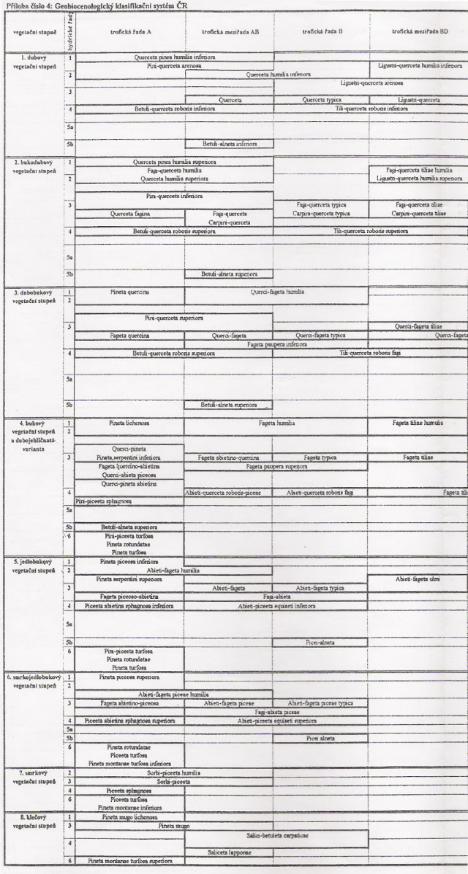 Příloha číslo 4: Geobiocenologický klasifikační systém ČR
vegetační stupně hydrické řady trofická řada A trofická meziřada AB trofická řada B trofická meziřada BD
1. dubový 1 Querceta pinea humilia inferiora
vegetační stupeň Pini-querceta arenosa Ligustri-querceta humilia inferiora
2 Querceta humilia inferiora
Ligustri-querceta arenosa
3
Querceta Querceta typica Ligustri-querceta
4 Betuli-querceta roboris inferiora Tili-querceta roboris inferiora
5a
5b Betuli-alneta inferiora
2. bukodubový 1 Querceta pinea humilia superiora
vegetační stupeň Fagi-querceta humilia Fagi-querceta tiliae humilia
2 Querceta humilia superiora Ligustri-querceta humilia superiora
Pini-querceta inferiora
3 Fagi-querceta typica Fagi-querceta tiliae
Querceta fagina Fagi-querceta Carpini-querceta typica Carpini-querceta tiliae
Carpini-querceta
4 Betuli-querceta roboris superiora Tili-querceta roboris superiora
5a
5b Betuli-alneta superiora
3. dubobukový 1 Pineta quercina Querci-fageta humilia
vegetační stupeň 2
Pini-querceta superiora
3 Querci-fageta tiliae
Fageta quercina Querci-fageta Querci-fageta typica Querci-fageta
Fageta paupera inferiora
4 Betuli-querceta roboris superiora Tili-querceta roboris fagi
5a
5b Betuli-alneta superiora
4. bukový 1 Pineta lichenosa Fageta humilia Fageta tiliae humilia
vegetační stupeň 2
a dubojehličnatá
varianta Querci-pineta
3 Pineta serpentini inferiora Fageta abietino-quercina Fageta typica Fageta tiliae
Fageta quercino-abietina Fageta paupera superiora
Querci-abieta piceosa
Querci-pineta abietina
4 Abieti-querceta roboris-piceae Abieti-querceta roboris fagi Fageta tili
Pini-piceeta sphagnosa
5a
5b Betuli-alneta superiora
6 Pini-piceeta turfosa
Pineta rotundatae
Pineta turfosa
5. jedlobukový 1 Pineta piceosa inferiora
vegetační stupeň 2 Abieti-fageta humilia
Pineta serpentini superiora Abieti-fageta ulmi
3 Abieti-fageta Abieti-fageta typica
Fageta piceoso-abietina Fagi-abieta
4 Piceeta abietina sphagnosa inferiora Abieti-piceeta equiseti inferiora
5a
5b Picei-alneta
6 Pini-piceeta turfosa
Pineta rotundatae
Pineta turfosa
6. smrkojedlobukový 1 Pineta piceosa superiora
vegetační stupeň 2
Abieti-fageta piceae humilia
3 Fageta abietino-piceosa Abieti-fageta piceae Abieti-fageta piceae typica
Fagi-abieta piceae
4 Piceeta abietina sphagnosa superiora Abieti-piceeta equiseti superiora
5a
5b Picei alneta
6 Pineta rotundatae
Piceeta turfosa
Pineta montanae turfosa inferiora
7. smrkový 2 Sorbi-piceeta humilia
vegetační stupeň 3 Sorbi-piceeta
4 Piceeta sphagnosa
6 Piceeta turfosa
Pineta montanae inferiora
8. klečový 1 Pineta mugo lichenosa
vegetační stupeň 3 Pineta mugo
Salici-betuleta carpaticae
4
Saliceta lapponae
6 Pineta montanae turfosa superiora